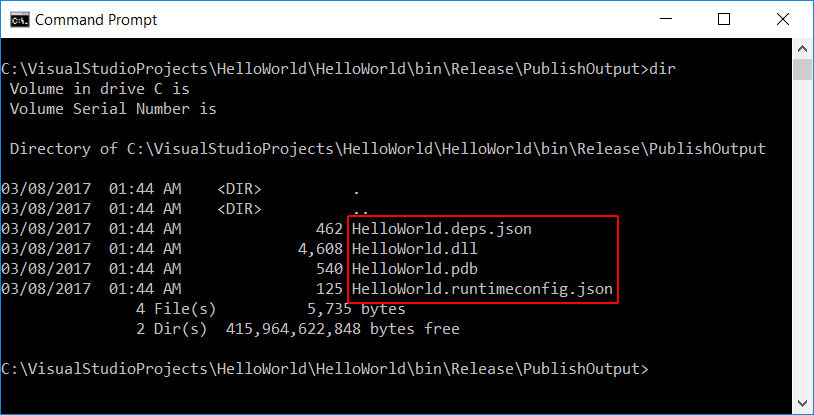 Command Prompt
C:\VisualStudioProjects\HelloWorld\HelloWorld\bin\Release\PublishOutput>dir
Volume in drive C is
Volume Serial Number is
Directory of C:\VisualStudioProjects\HelloWorld\HelloWorld\bin\Release\PublishOutput
03/08/2017  01:44 AM    <DIR>          .
03/08/2017  01:44 AM    <DIR>          ..
03/08/2017  01:44 AM               462 HelloWorld.deps.json
03/08/2017  01:44 AM             4,608 HelloWorld.dll
03/08/2017  01:44 AM               540 HelloWorld.pdb
03/08/2017  01:44 AM               125 HelloWorld.runtimeconfig.json
4 File(s)          5,735 bytes
2 Dir(s)  415,964,622,848 bytes free
C:\VisualStudioProjects\HelloWorld\HelloWorld\bin\Release\PublishOutput>